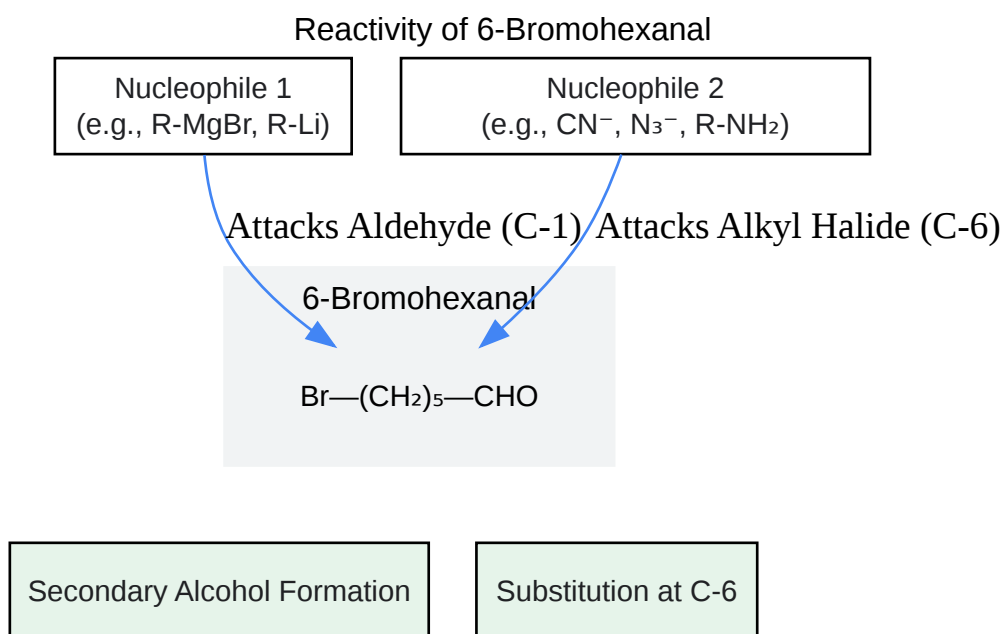 Reactivity of 6-Bromohexanal
Nucleophile 1
(e.g., R-MgBr, R-Li)
Nucleophile 2
(e.g., CN⁻, N₃⁻, R-NH₂)
Attacks Aldehyde (C-1)
Attacks Alkyl Halide (C-6)
6-Bromohexanal
Br—(CH₂)₅—CHO
Secondary Alcohol Formation
Substitution at C-6